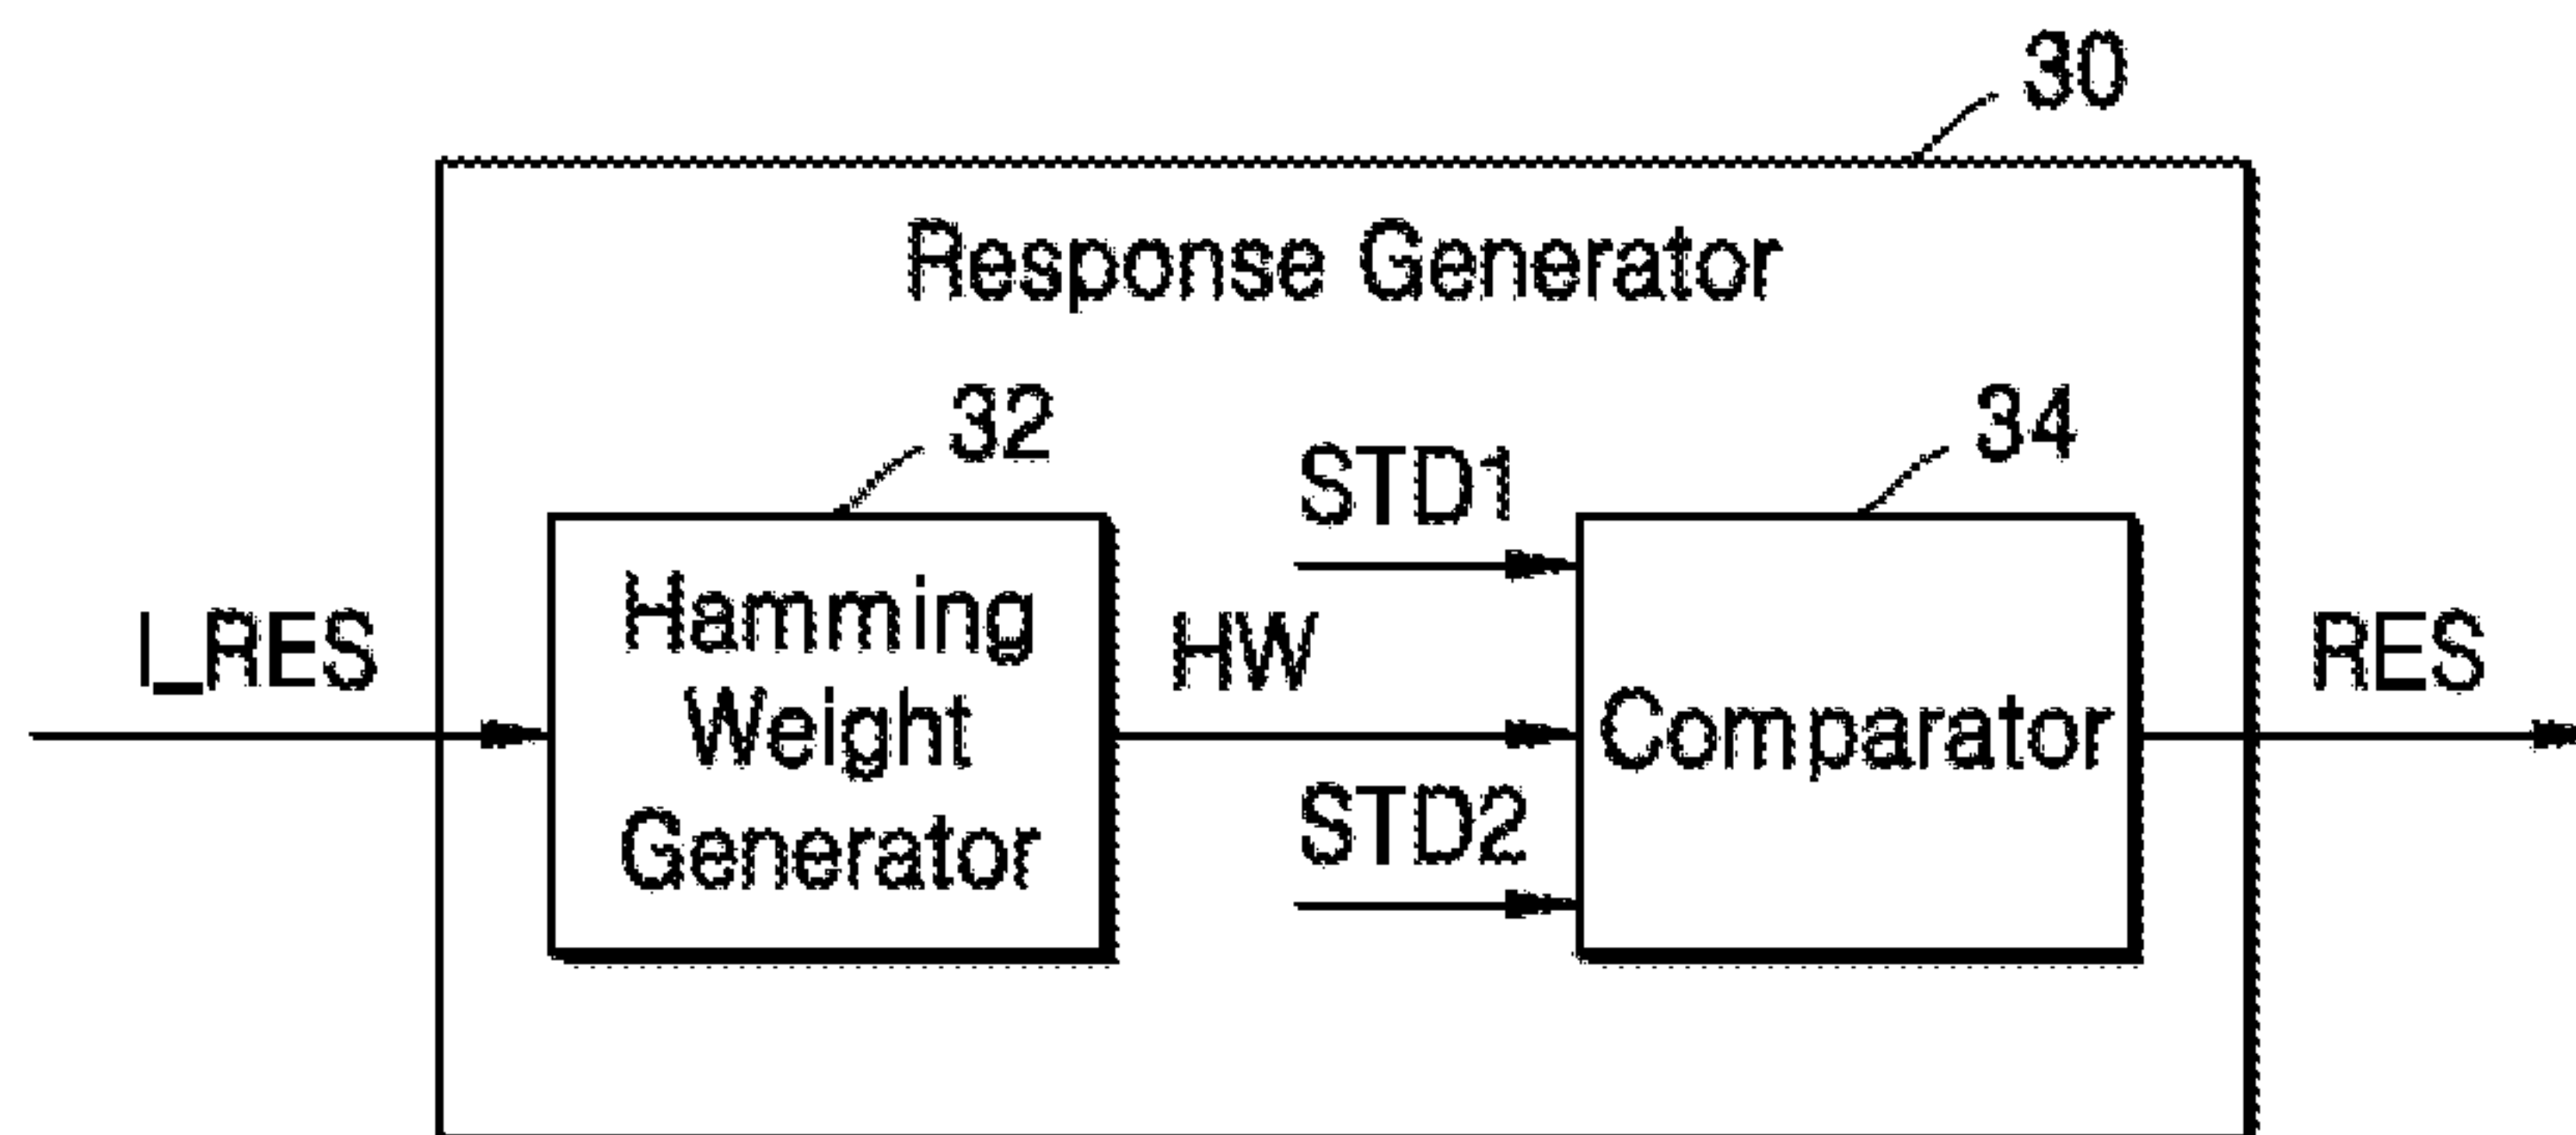 30
Response Generator
32
34
STD1
I_RES
Hamming
Weight
Generator
HW
Comparator
RES
STD2